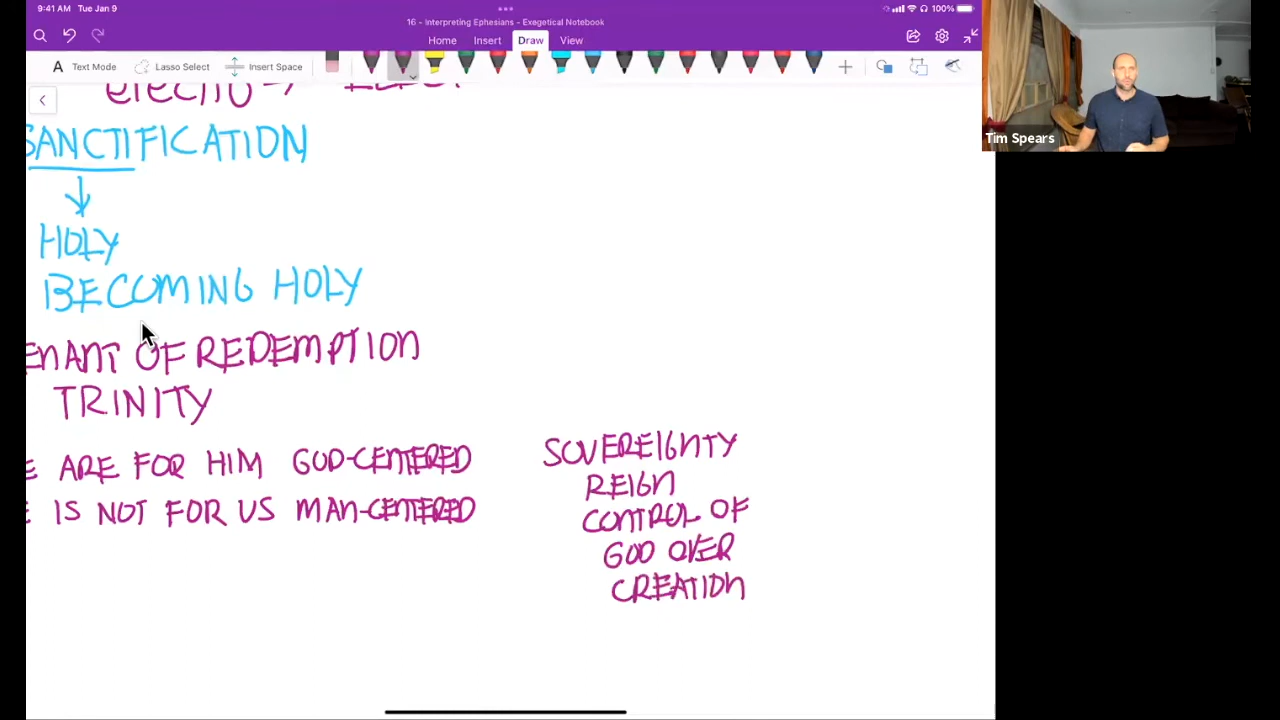 9:41 AM Tue Jan 9
100%
16 - Interpreting Ephesians - Exegetical Notebook
Home Insert Draw View
A Text Mode Lasso Select Insert Space
Tim Spears
SANCTIFICATION
HOLY
BECOMING HOLY
ENANT OF REDEMPTION
TRINITY
E ARE FOR HIM GOD-CENTERED
E IS NOT FOR US MAN-CENTERED
SOVEREIGNTY
REIGN
CONTROL OF
GOD OVER
CREATION